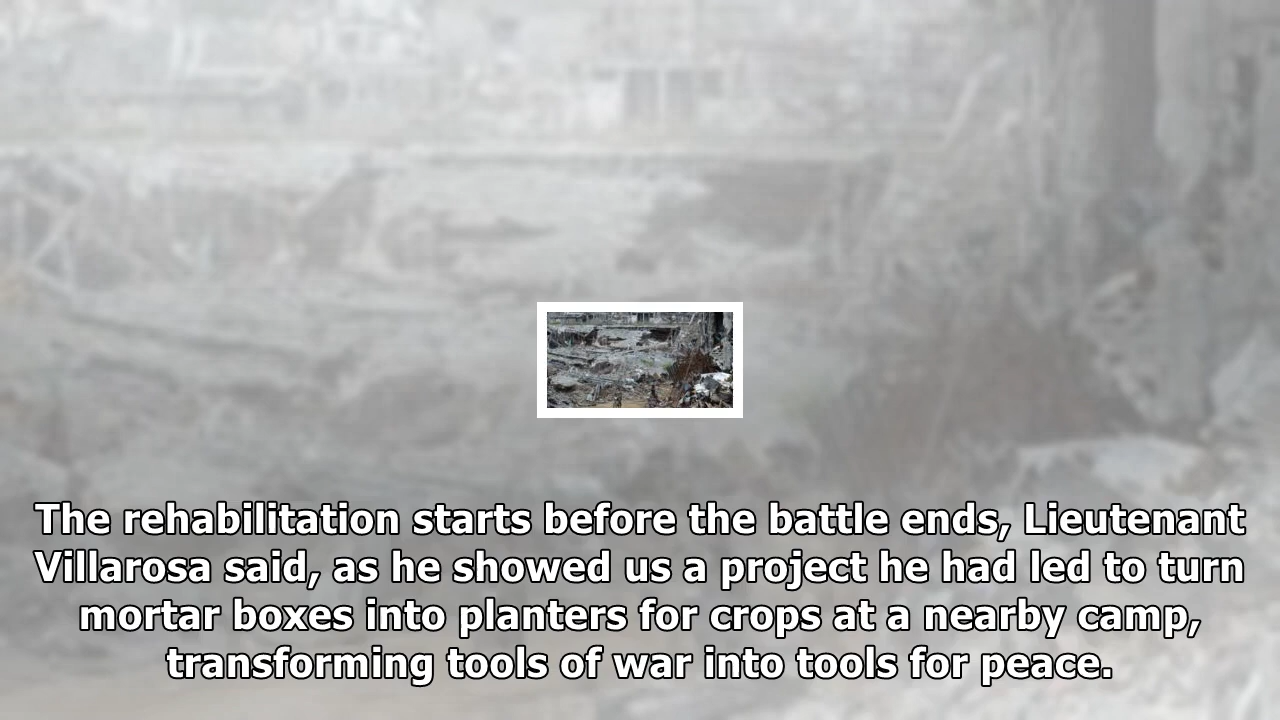 The rehabilitation starts before the battle ends, Lieutenant
Villarosa said, as he showed us a project he had led to turn
mortar boxes into planters for crops at a nearby camp,
transforming tools of war into tools for peace.